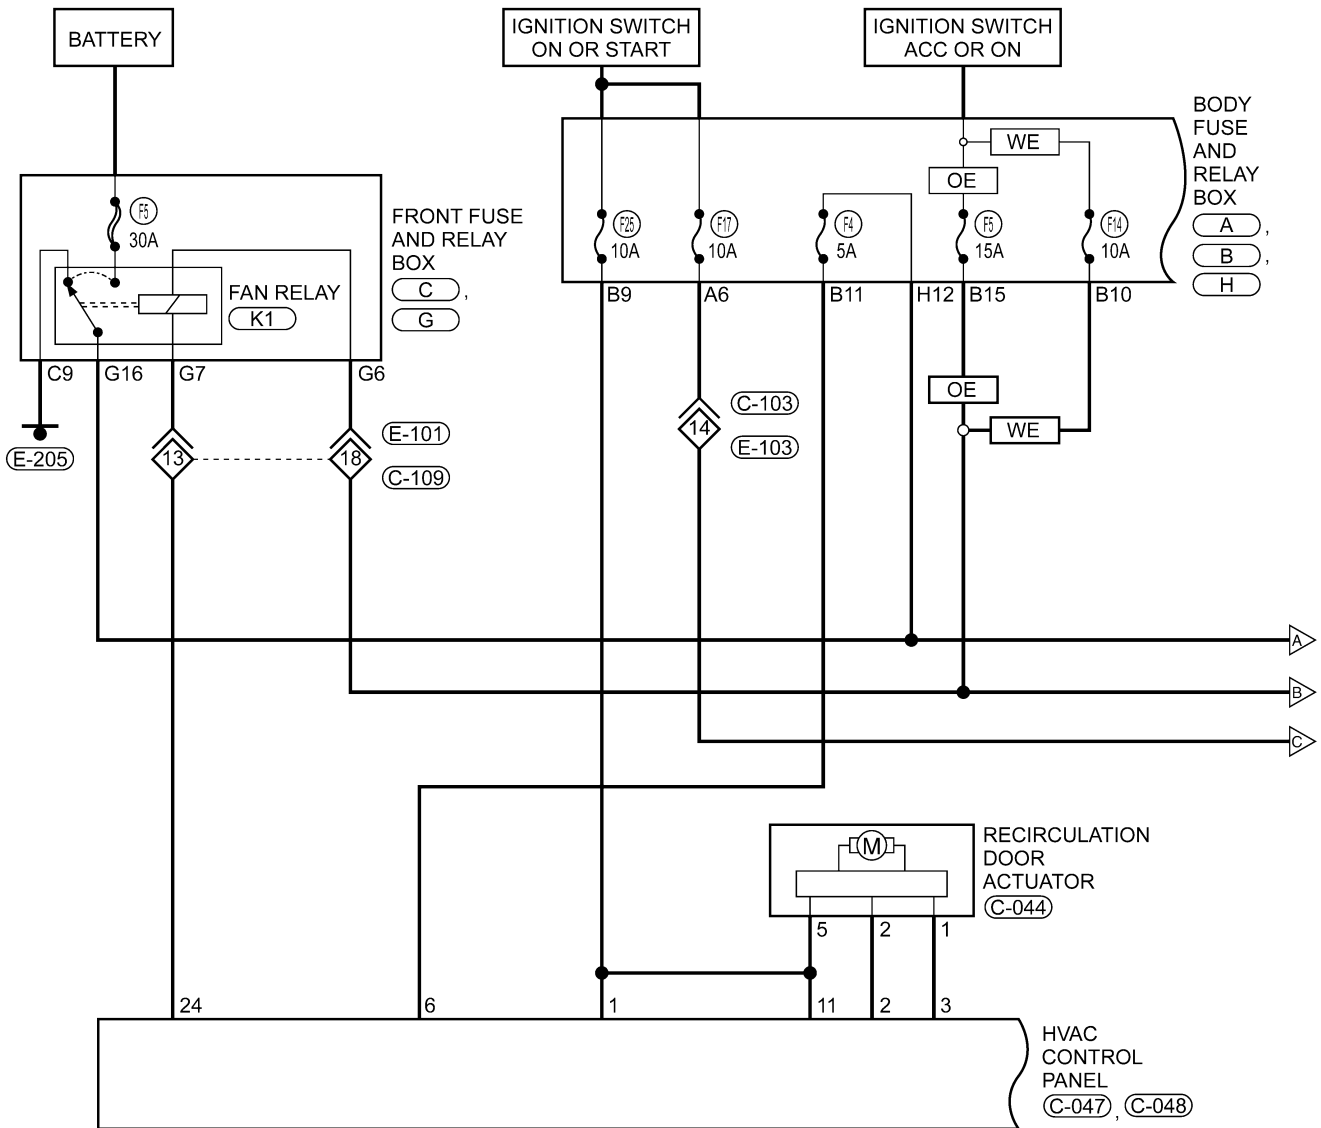 BATTERY
IGNITION SWITCH
ON OR START
IGNITION SWITCH
ACC OR ON
BODY
FUSE
AND
RELAY
BOX
A ,
B ,
H
WE
OE
F5
30A
F25
10A
F17
10A
F4
5A
F5
15A
F14
10A
FRONT FUSE
AND RELAY
BOX
C ,
G
FAN RELAY
K1
B9
A6
B11
H12
B15
B10
C9
G16
G7
G6
E-205
13
18
E-101
C-109
14
C-103
E-103
OE
WE
A
B
C
M
RECIRCULATION
DOOR
ACTUATOR
C-044
5
2
1
24
6
1
11
2
3
HVAC
CONTROL
PANEL
C-047 , C-048